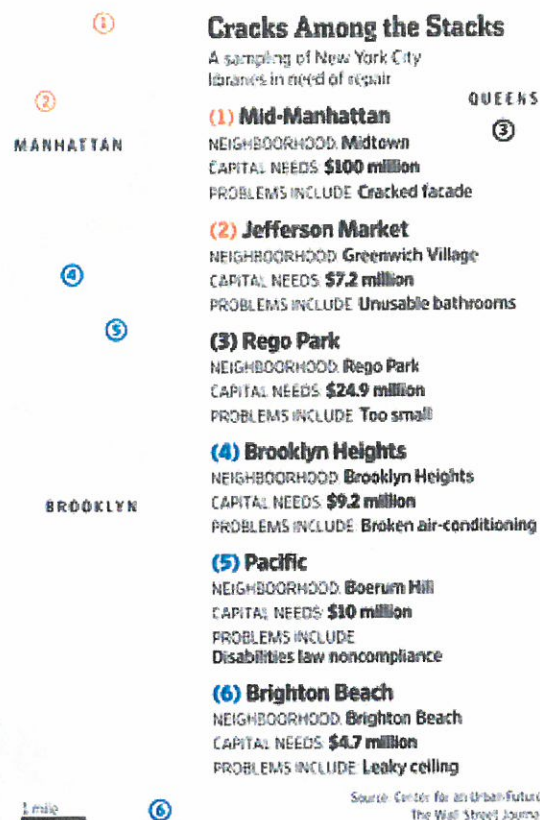 ①
Cracks Among the Stacks
A sampling of New York City
libraries in need of repair
②
QUEENS
③
MANHATTAN
(1) Mid-Manhattan
NEIGHBOORHOOD: Midtown
CAPITAL NEEDS: $100 million
PROBLEMS INCLUDE: Cracked facade
(2) Jefferson Market
NEIGHBOORHOOD: Greenwich Village
CAPITAL NEEDS: $7.2 million
PROBLEMS INCLUDE: Unusable bathrooms
④
⑤
(3) Rego Park
NEIGHBOORHOOD: Rego Park
CAPITAL NEEDS: $24.9 million
PROBLEMS INCLUDE: Too small
(4) Brooklyn Heights
NEIGHBOORHOOD: Brooklyn Heights
CAPITAL NEEDS: $9.2 million
PROBLEMS INCLUDE: Broken air-conditioning
BROOKLYN
(5) Pacific
NEIGHBOORHOOD: Boerum Hill
CAPITAL NEEDS: $10 million
PROBLEMS INCLUDE:
Disabilities law noncompliance
(6) Brighton Beach
NEIGHBOORHOOD: Brighton Beach
CAPITAL NEEDS: $4.7 million
PROBLEMS INCLUDE: Leaky ceiling
1 mile
⑥
Source: Center for an Urban Future
The Wall Street Journal